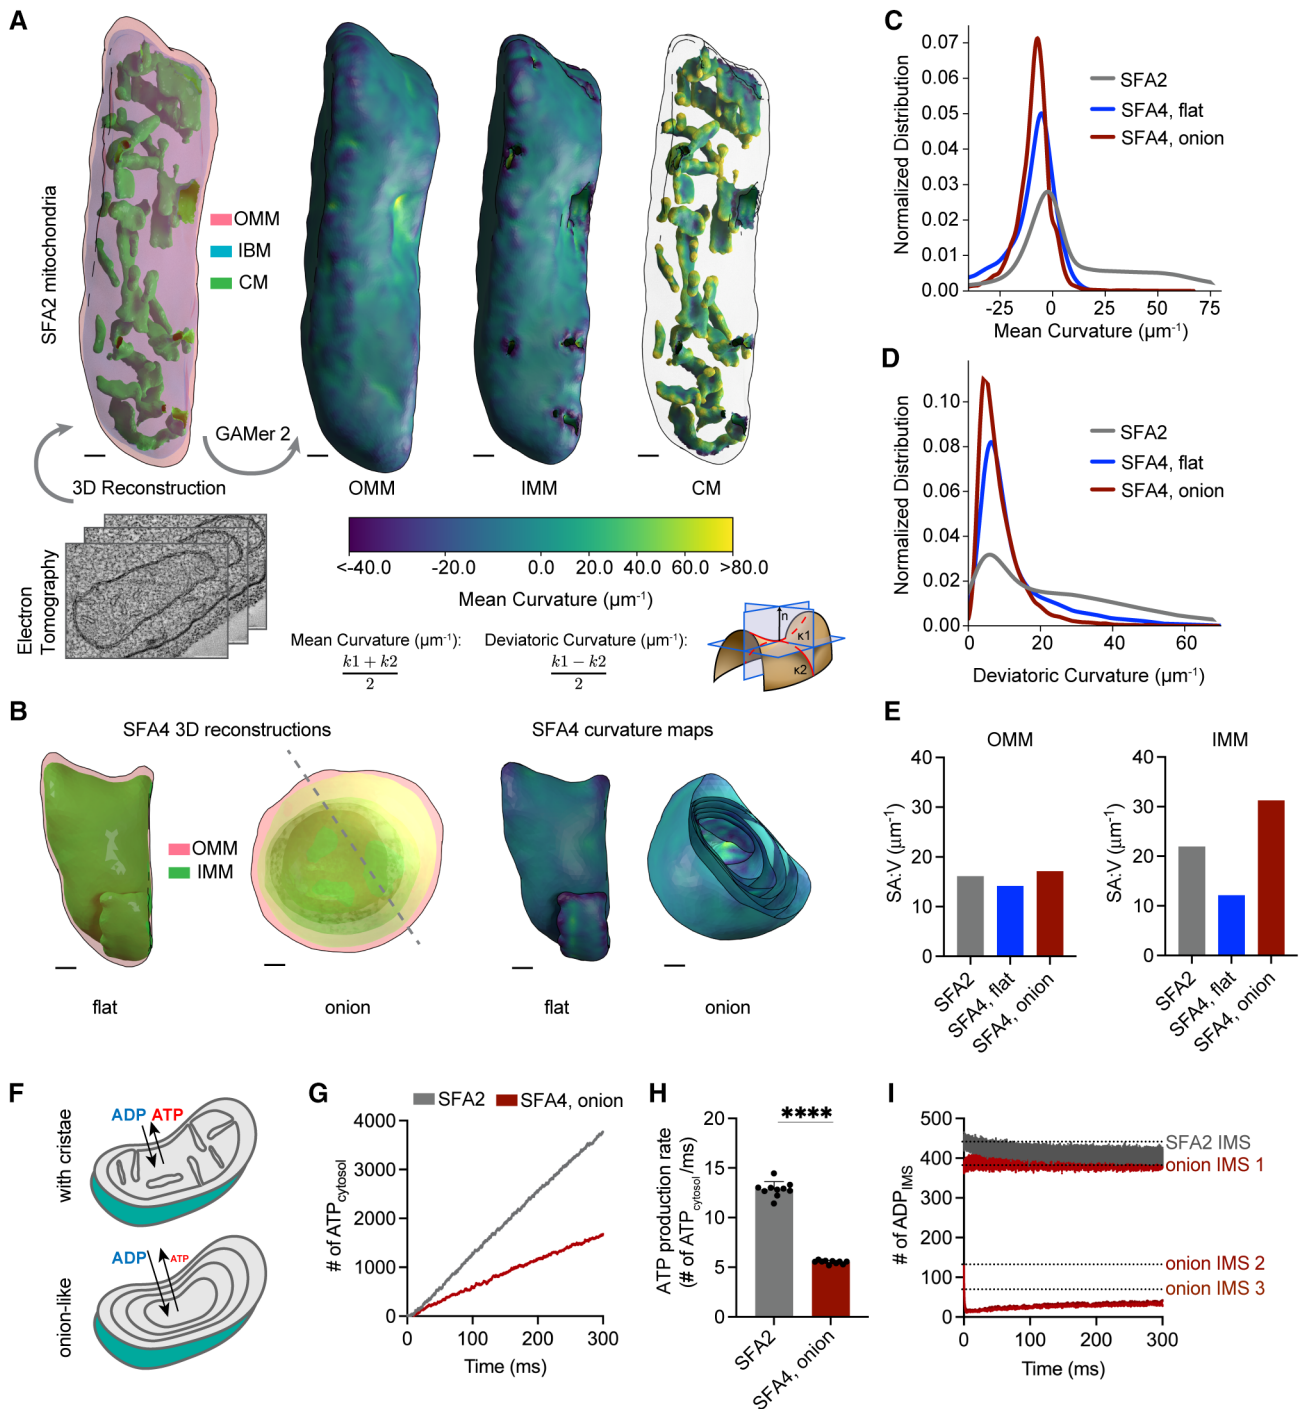 A
SFA2 mitochondria
OMM
IBM
CM
GAMer 2
3D Reconstruction
OMM
IMM
CM
Electron
Tomography
<-40.0
-20.0
0.0
20.0
40.0
60.0
>80.0
Mean Curvature (µm⁻¹)
Mean Curvature (µm⁻¹):
k1 + k2
2
Deviatoric Curvature (µm⁻¹):
k1 − k2
2
n
κ1
κ2
B
SFA4 3D reconstructions
SFA4 curvature maps
OMM
IMM
flat
onion
flat
onion
C
Normalized Distribution
0.07
0.06
0.05
0.04
0.03
0.02
0.01
0.00
-25
0
25
50
75
Mean Curvature (µm⁻¹)
SFA2
SFA4, flat
SFA4, onion
D
Normalized Distribution
0.10
0.08
0.06
0.04
0.02
0.00
0
20
40
60
Deviatoric Curvature (µm⁻¹)
SFA2
SFA4, flat
SFA4, onion
E
OMM
SA:V (µm⁻¹)
40
30
20
10
0
SFA2
SFA4, flat
SFA4, onion
IMM
SA:V (µm⁻¹)
40
30
20
10
0
SFA2
SFA4, flat
SFA4, onion
F
with cristae
ADP ATP
onion-like
ADP
ATP
G
SFA2
SFA4, onion
# of ATPcytosol
4000
3000
2000
1000
0
0
100
200
300
Time (ms)
H
****
ATP production rate
(# of ATPcytosol/ms)
20
15
10
5
0
SFA2
SFA4, onion
I
# of ADPIMS
500
400
300
200
100
0
0
100
200
300
Time (ms)
SFA2 IMS
onion IMS 1
onion IMS 2
onion IMS 3